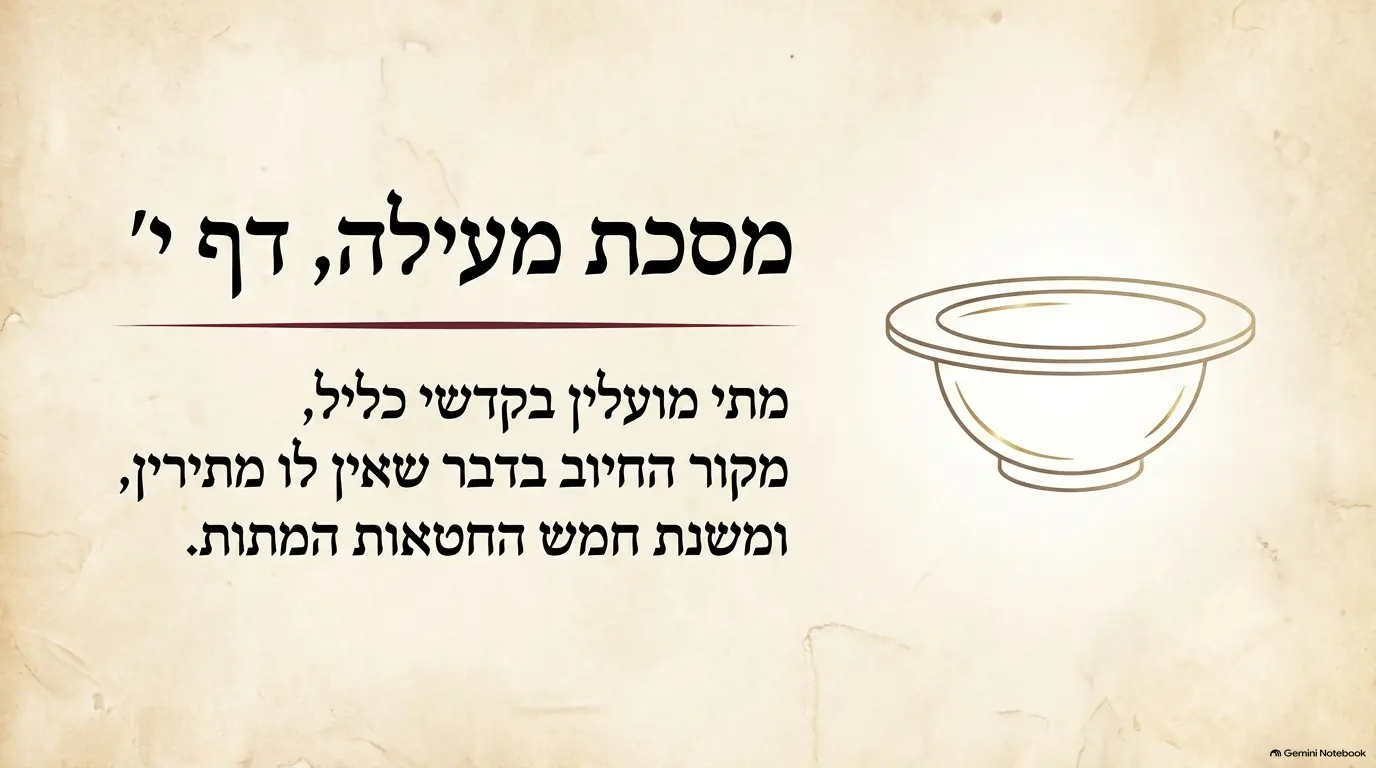 מסכת מעילה, דף י'
מתי מועלין בקדשי כליל,
מקור החיוב בדבר שאין לו מתירין,
ומשנת חמש החטאות המתות.
Gemini Notebook